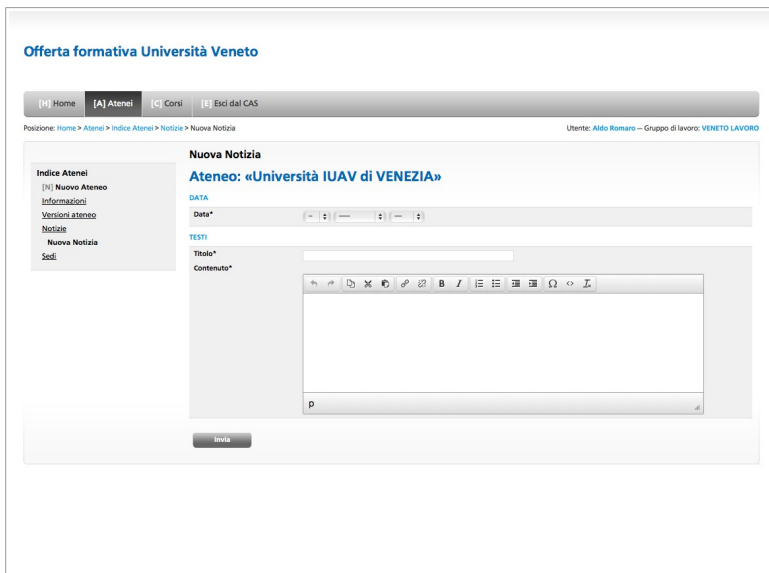 Offerta formativa Università Veneto
[H] Home [A] Atenei [C] Corsi [E] Esci dal CAS
Posizione: Home > Atenei > Indice Atenei > Notizie > Nuova Notizia
Utente: Aldo Romaro — Gruppo di lavoro: VENETO LAVORO
Indice Atenei
[N] Nuovo Ateneo
Informazioni
Versioni ateneo
Notizie
Nuova Notizia
Sedi
Nuova Notizia
Ateneo: «Università IUAV di VENEZIA»
DATA
Data*
TESTI
Titolo*
Contenuto*
p
Invia